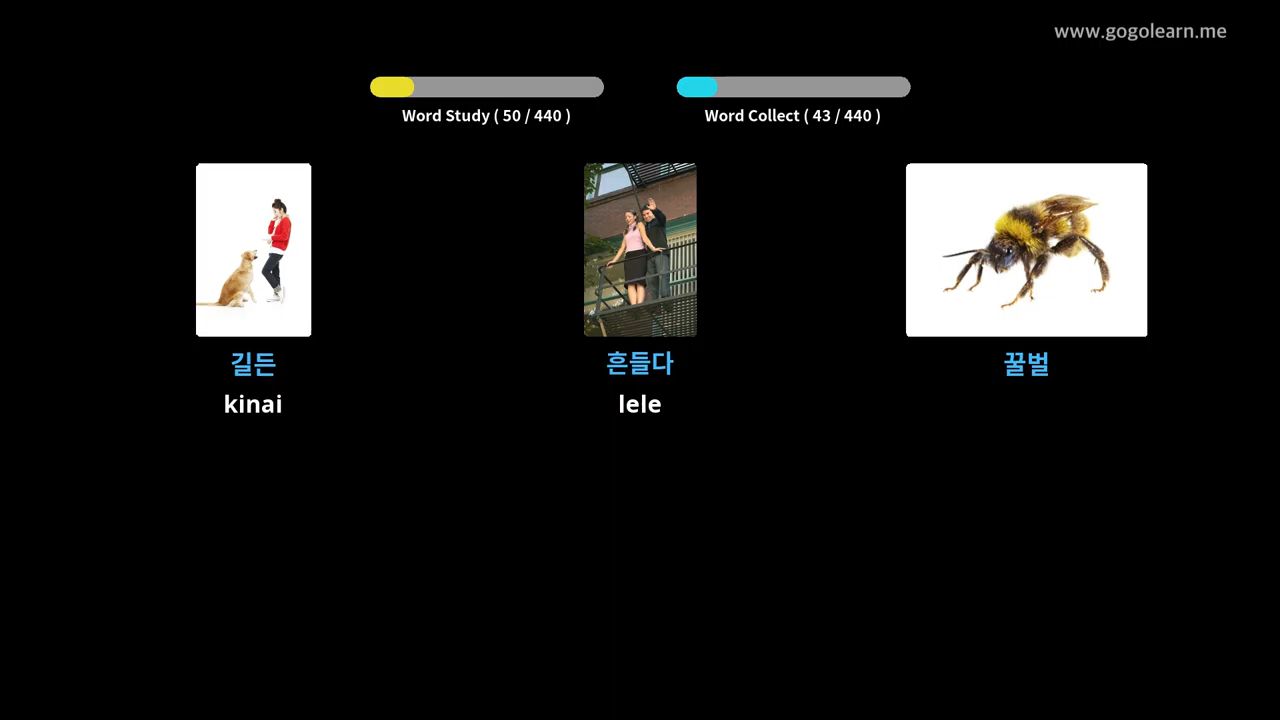 www.gogolearn.me
Word Study ( 50 / 440 )
Word Collect ( 43 / 440 )
길든
흔들다
꿀벌
kinai
lele